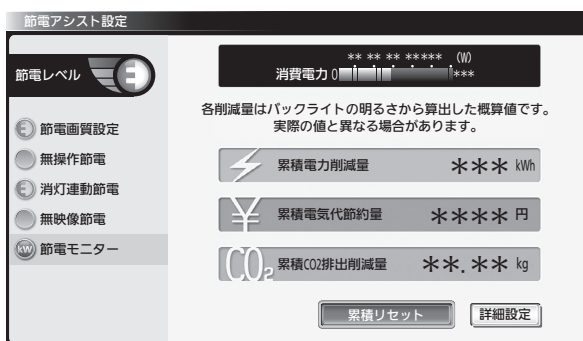 節電アシスト設定
節電レベル
節電画質設定
無操作節電
消灯連動節電
無映像節電
kW 節電モニター
** ** ** ***** (W)
消費電力 0 ***
各削減量はバックライトの明るさから算出した概算値です。
実際の値と異なる場合があります。
累積電力削減量 *** kWh
¥ 累積電気代節約量 **** 円
CO2 累積CO2排出削減量 **.** kg
累積リセット 詳細設定